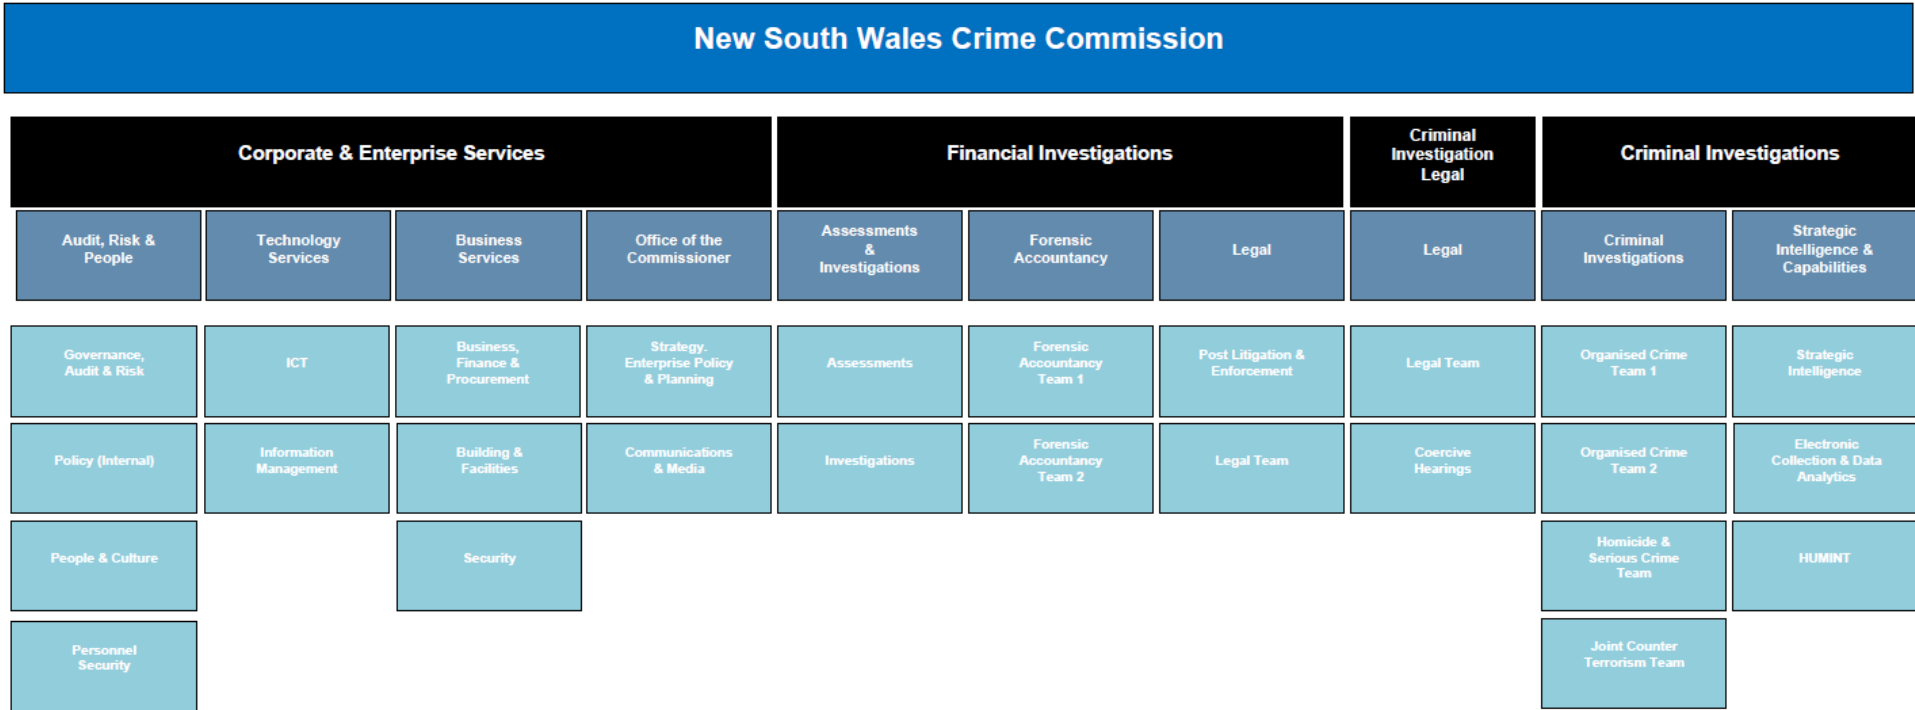 New South Wales Crime Commission
Corporate & Enterprise Services
Financial Investigations
Criminal
Investigation
Legal
Criminal Investigations
Audit, Risk &
People
Technology
Services
Business
Services
Office of the
Commissioner
Assessments
&
Investigations
Forensic
Accountancy
Legal
Legal
Criminal
Investigations
Strategic
Intelligence &
Capabilities
Governance,
Audit & Risk
ICT
Business,
Finance &
Procurement
Strategy.
Enterprise Policy
& Planning
Assessments
Forensic
Accountancy
Team 1
Post Litigation &
Enforcement
Legal Team
Organised Crime
Team 1
Strategic
Intelligence
Policy (Internal)
Information
Management
Building &
Facilities
Communications
& Media
Investigations
Forensic
Accountancy
Team 2
Legal Team
Coercive
Hearings
Organised Crime
Team 2
Electronic
Collection & Data
Analytics
People & Culture
Security
Homicide &
Serious Crime
Team
HUMINT
Personnel
Security
Joint Counter
Terrorism Team